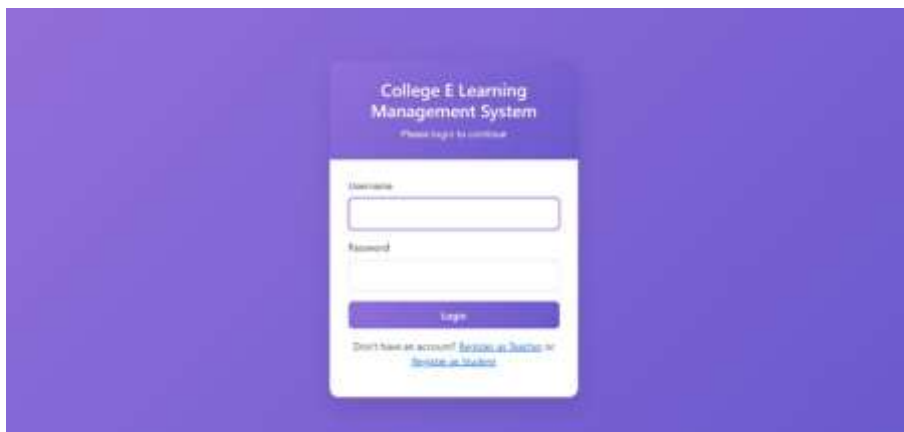 College E Learning
Management System
Please login to continue
Username
Password
Login
Don't have an account? Register as Teacher or
Register as Student